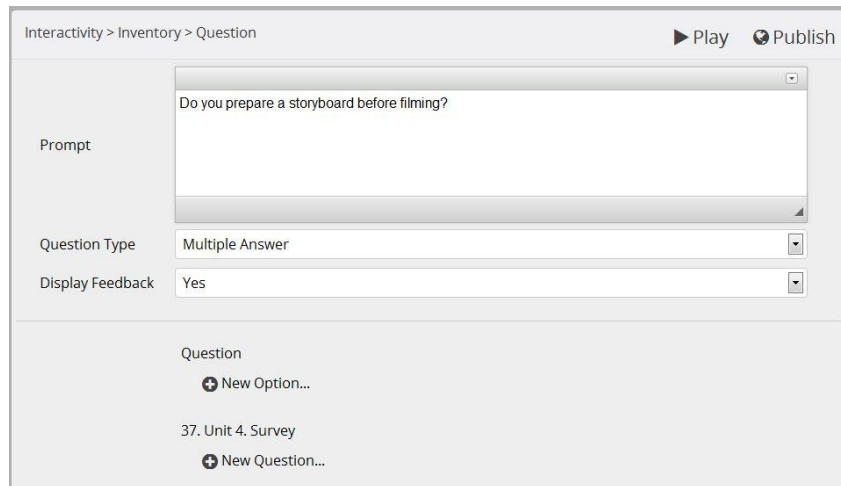 Interactivity > Inventory > Question
Play Publish
Do you prepare a storyboard before filming?
Prompt
Question Type Multiple Answer
Display Feedback Yes
Question
New Option...
37. Unit 4. Survey
New Question...